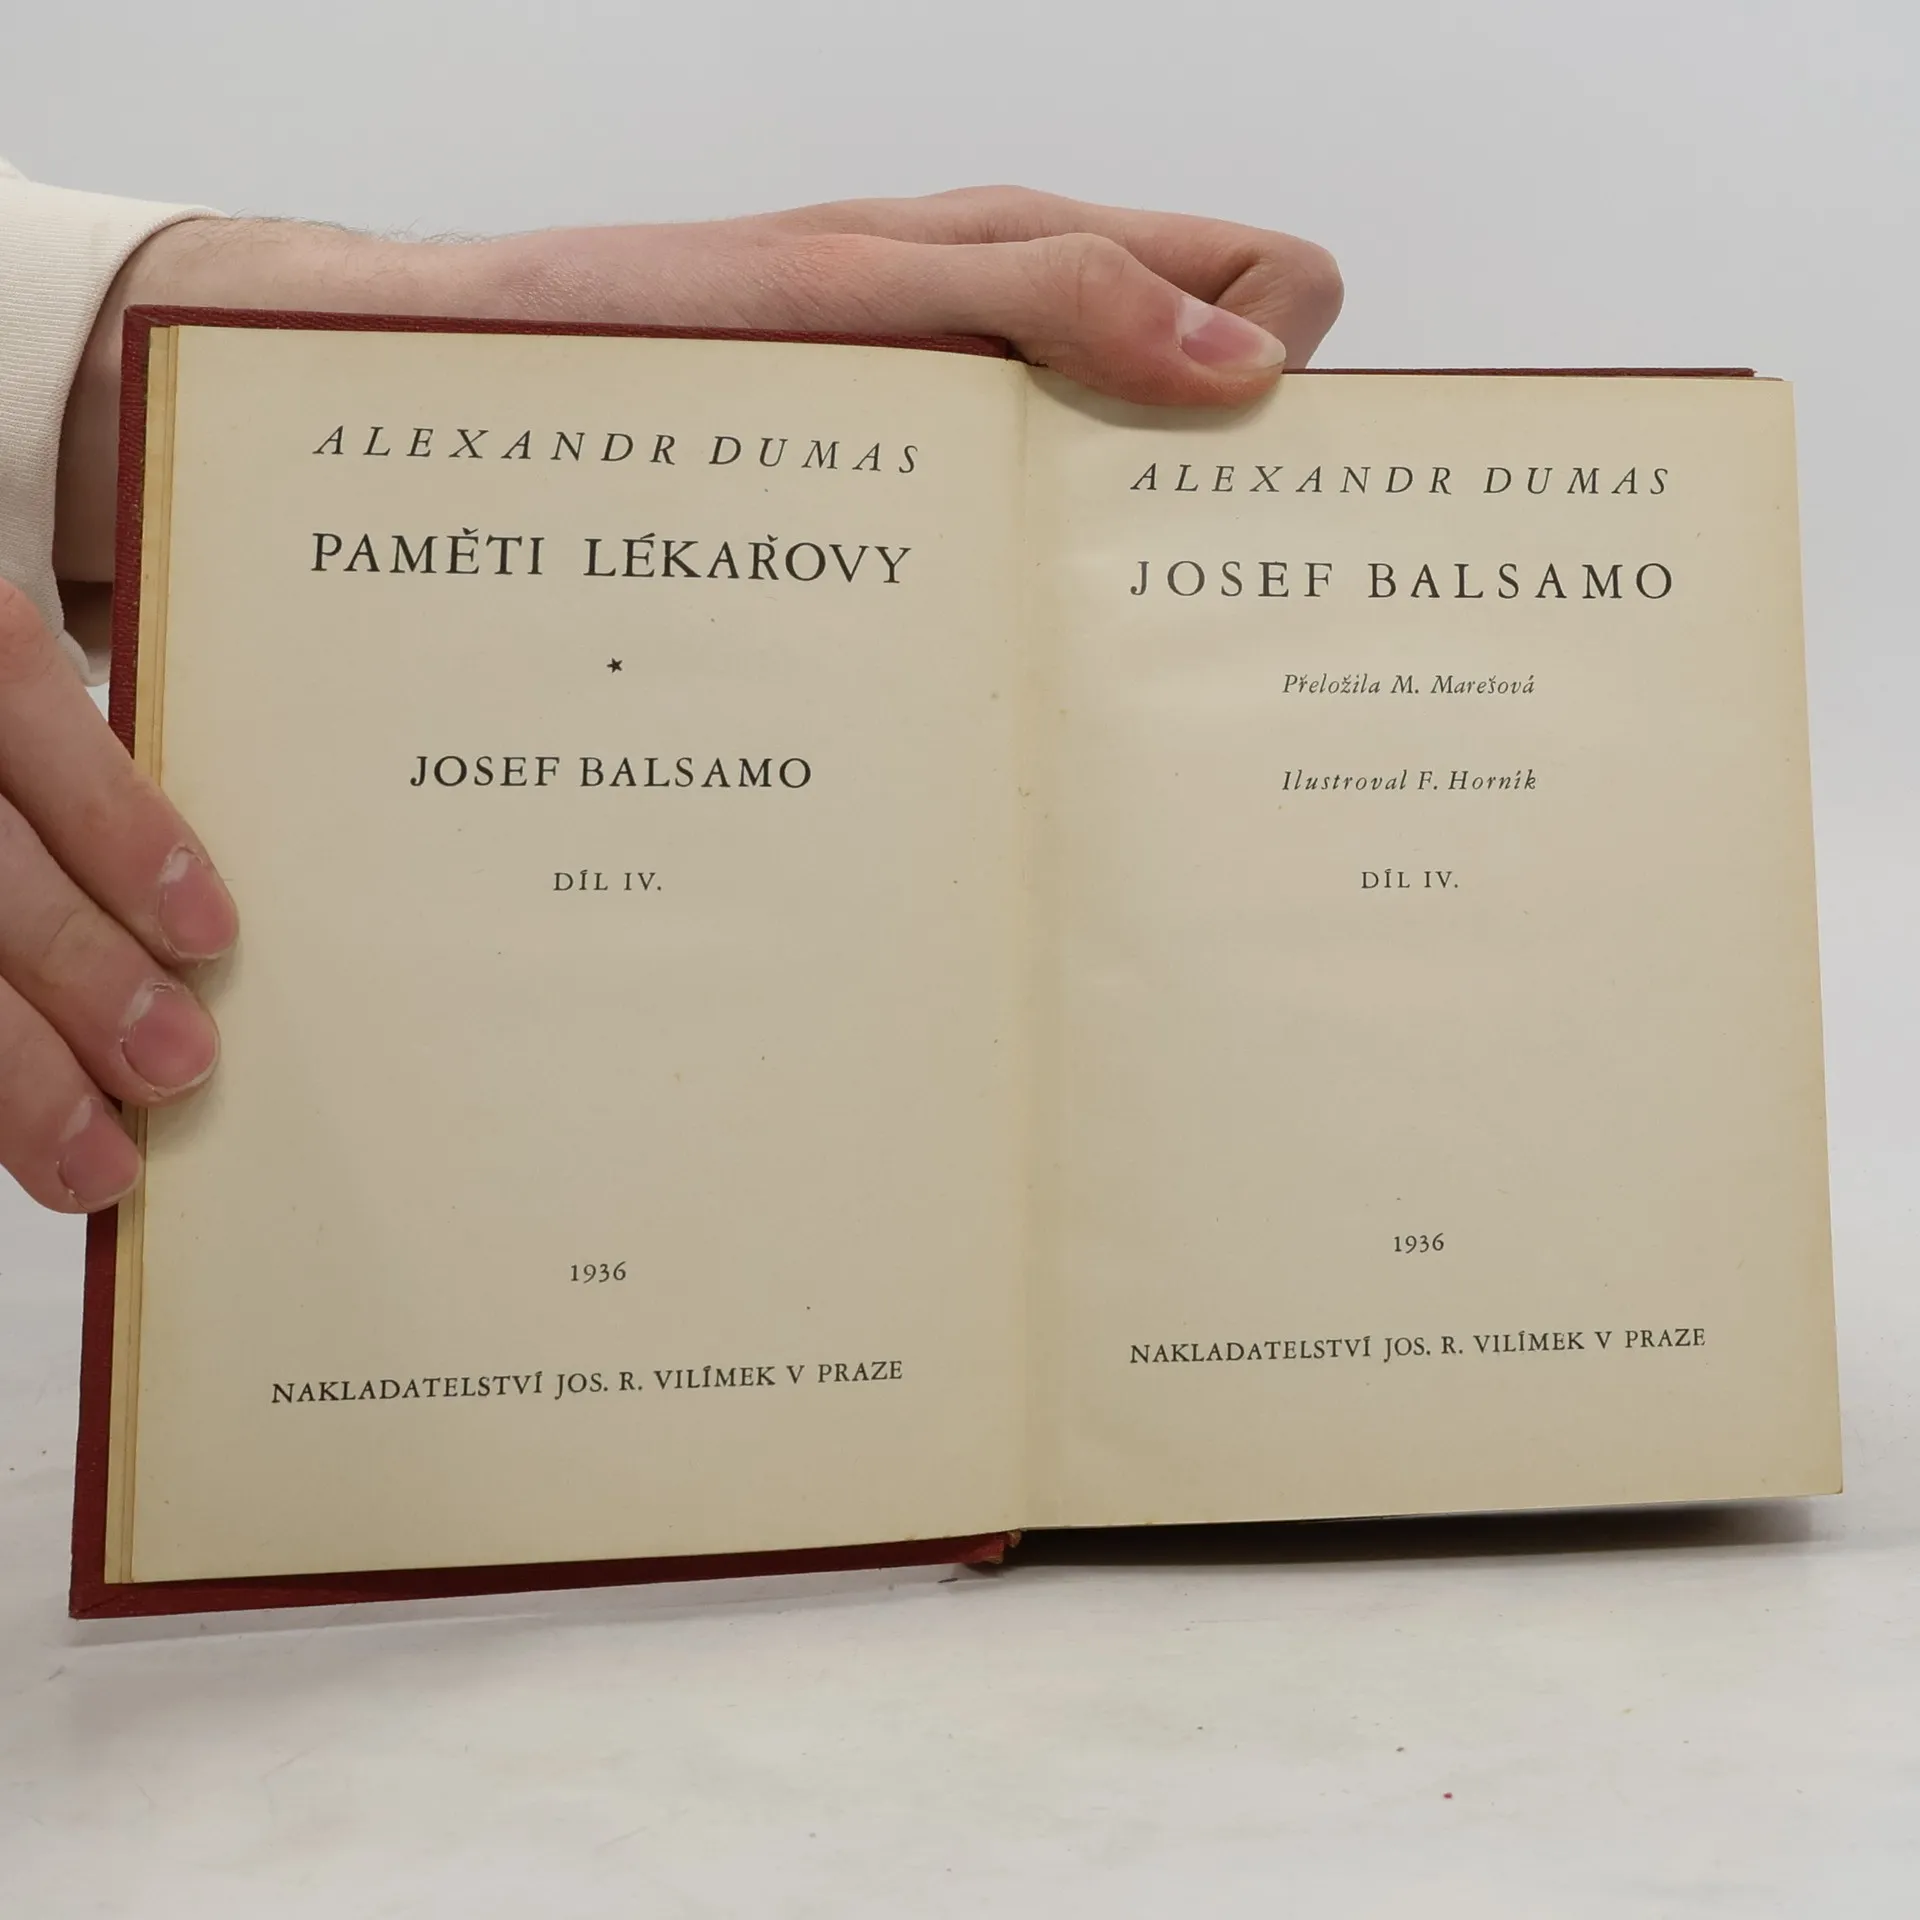 ALEXANDR DUMAS
PAMĚTI LÉKAŘOVY
★
JOSEF BALSAMO
DÍL IV.
1936
NAKLADATELSTVÍ JOS. R. VILÍMEK V PRAZE
ALEXANDR DUMAS
JOSEF BALSAMO
Přeložila M. Marešová
Ilustroval F. Horník
DÍL IV.
1936
NAKLADATELSTVÍ JOS. R. VILÍMEK V PRAZE